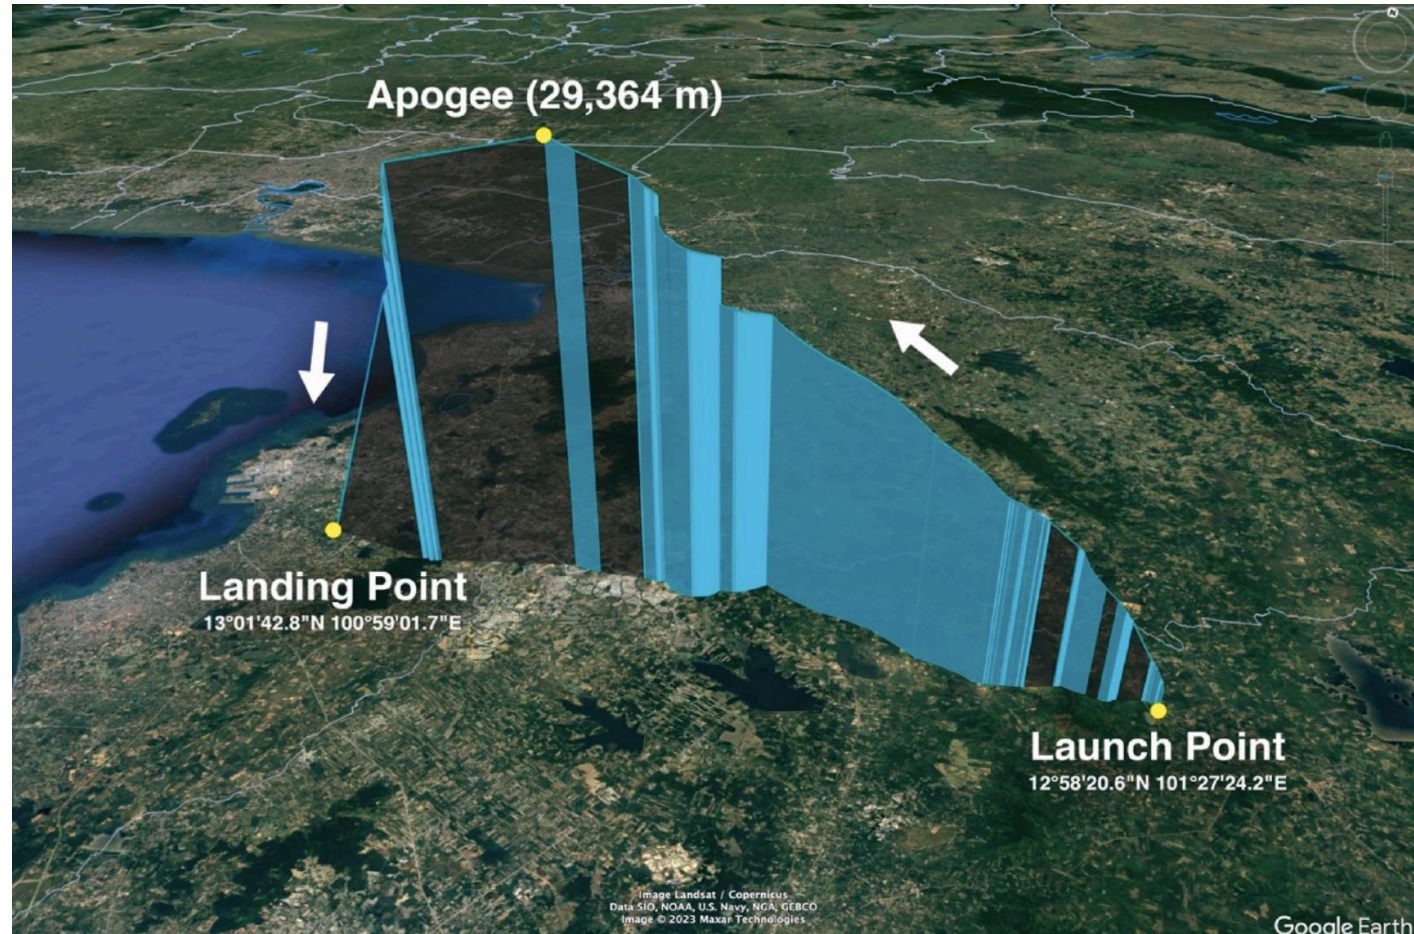 N
Apogee (29,364 m)
Landing Point
13°01'42.8"N 100°59'01.7"E
Launch Point
12°58'20.6"N 101°27'24.2"E
Image Landsat / Copernicus
Data SIO, NOAA, U.S. Navy, NGA, GEBCO
Image © 2023 Maxar Technologies
Google Earth